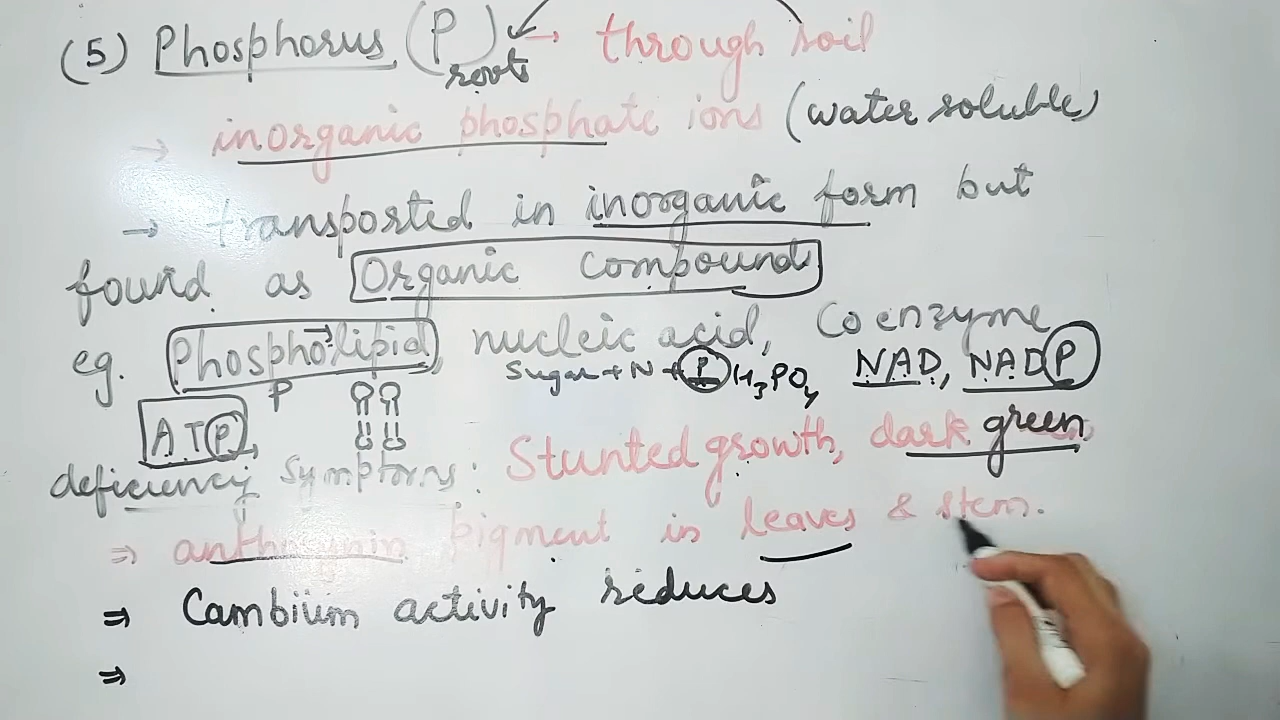 (5) Phosphorus (P) → through soil
roots
→ inorganic phosphate ions (water soluble)
→ transported in inorganic form but
found as Organic Compound
eg. Phospholipid, nucleic acid, Coenzyme
P Sugar + N + P H3PO4 NAD, NADP
ATP,
deficiency symptoms: Stunted growth, dark green
⇒ anthocyanin pigment in leaves & stem.
⇒ Cambium activity reduces
⇒